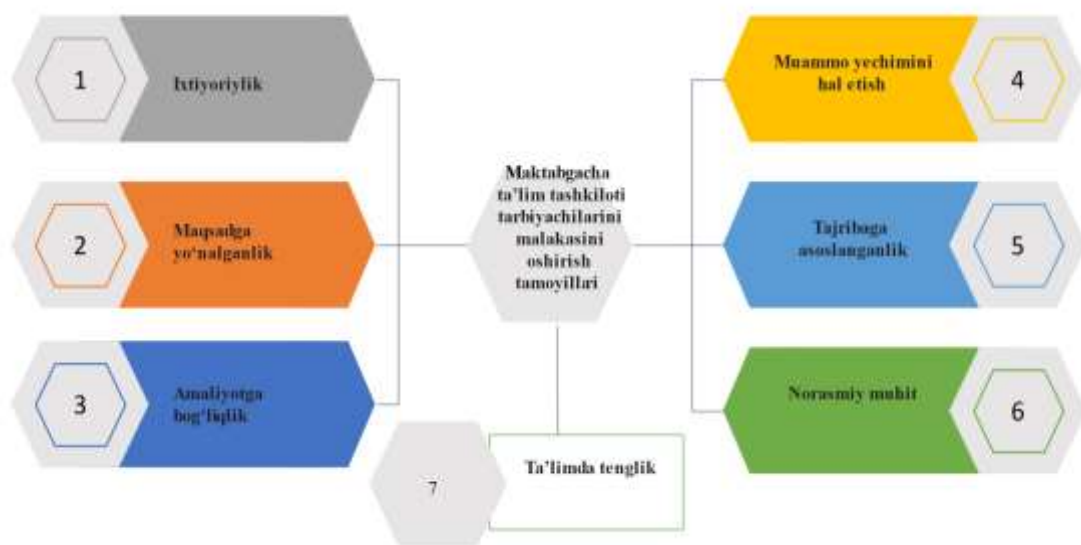 1
Ixtiyoriylik
2
Maqsadga
yo‘nalganlik
3
Amaliyotga
bog‘liqlik
Maktabgacha
ta’lim tashkiloti
tarbiyachilarini
malakasini
oshirish
tamoyillari
Muammo yechimini
hal etish
4
Tajribaga
asoslanganlik
5
Norasmiy muhit
6
7
Ta’limda tenglik